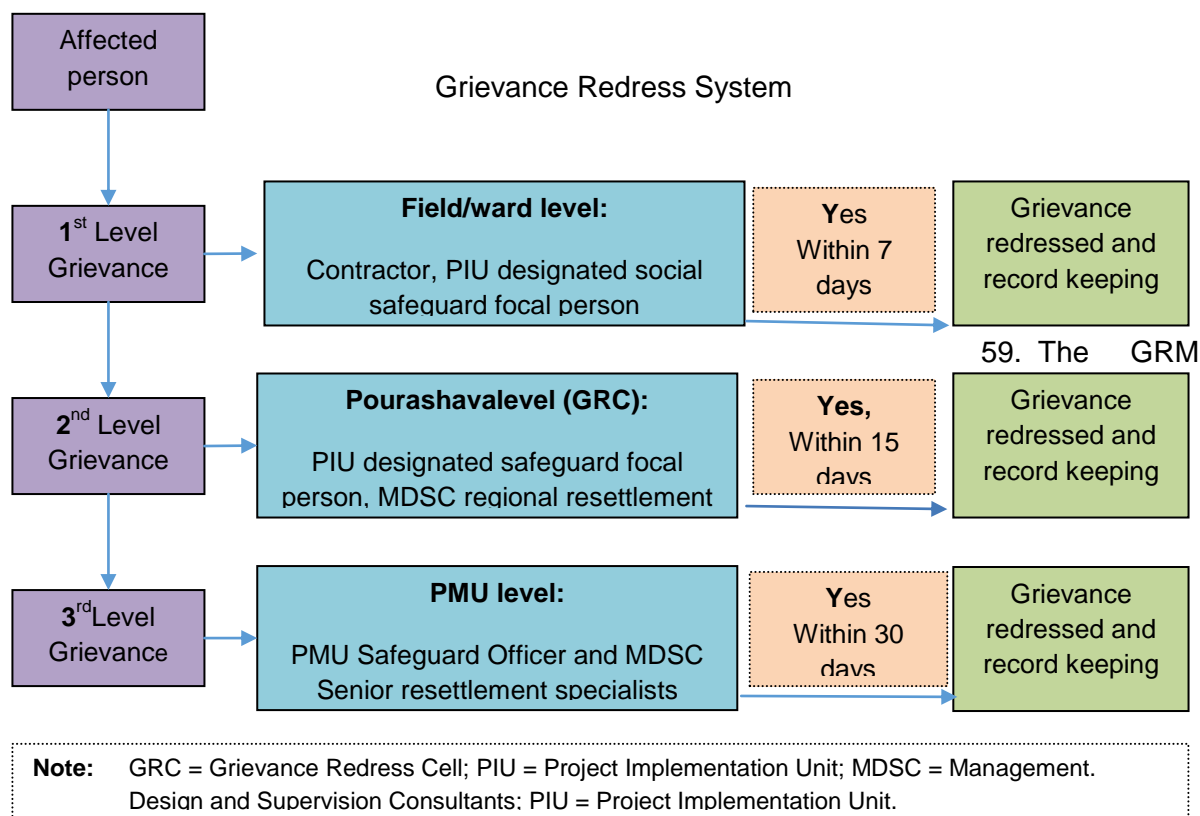 Affected
person
Grievance Redress System
1st Level
Grievance
Field/ward level:
Contractor, PIU designated social
safeguard focal person
Yes
Within 7
days
Grievance
redressed and
record keeping
59. The GRM
2nd Level
Grievance
Pourashavalevel (GRC):
PIU designated safeguard focal
person, MDSC regional resettlement
Yes,
Within 15
days
Grievance
redressed and
record keeping
3rdLevel
Grievance
PMU level:
PMU Safeguard Officer and MDSC
Senior resettlement specialists
Yes
Within 30
days
Grievance
redressed and
record keeping
Note: GRC = Grievance Redress Cell; PIU = Project Implementation Unit; MDSC = Management.
Design and Supervision Consultants; PIU = Project Implementation Unit.